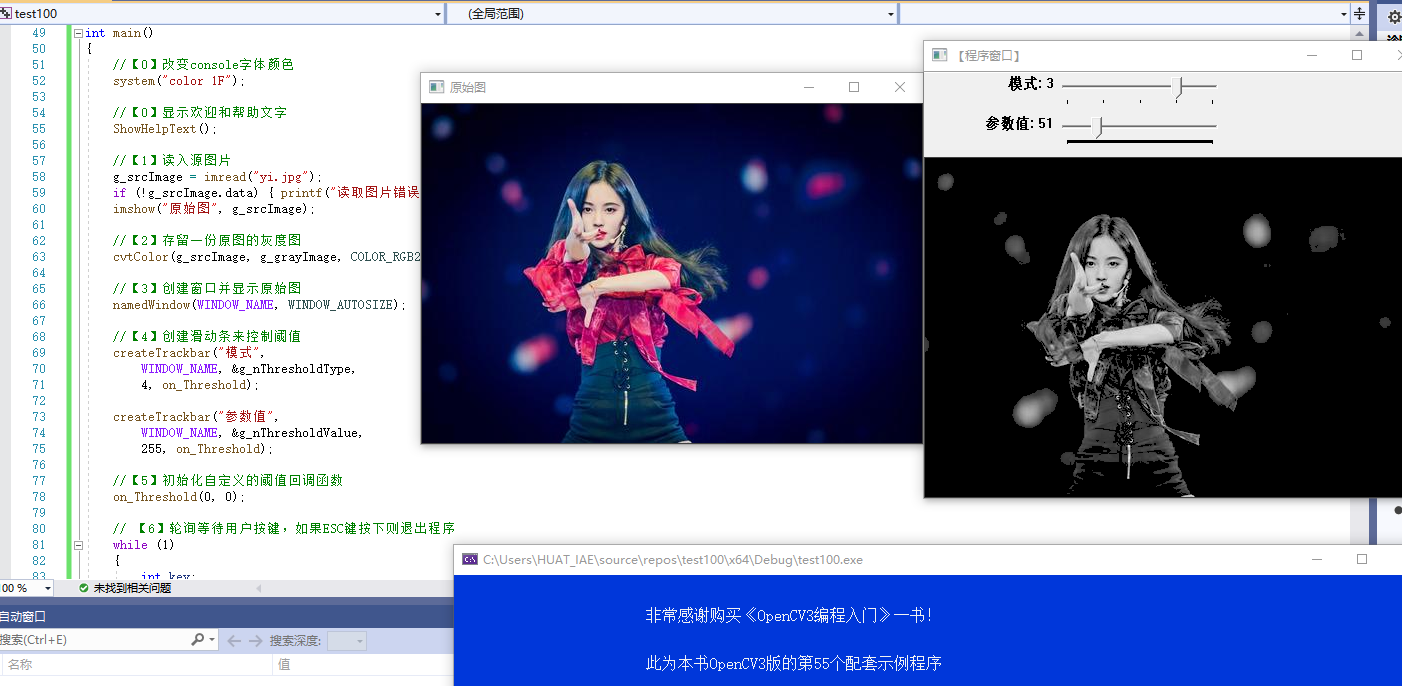 test100
(全局范围)
49 int main()
50 {
51 //【0】改变console字体颜色
52 system("color 1F");
53
54 //【0】显示欢迎和帮助文字
55 ShowHelpText();
56
57 //【1】读入源图片
58 g_srcImage = imread("yi.jpg");
59 if (!g_srcImage.data) { printf("读取图片错误
60 imshow("原始图", g_srcImage);
61
62 //【2】存留一份原图的灰度图
63 cvtColor(g_srcImage, g_grayImage, COLOR_RGB2
64
65 //【3】创建窗口并显示原始图
66 namedWindow(WINDOW_NAME, WINDOW_AUTOSIZE);
67
68 //【4】创建滑动条来控制阈值
69 createTrackbar("模式",
70 WINDOW_NAME, &g_nThresholdType,
71 4, on_Threshold);
72
73 createTrackbar("参数值",
74 WINDOW_NAME, &g_nThresholdValue,
75 255, on_Threshold);
76
77 //【5】初始化自定义的阈值回调函数
78 on_Threshold(0, 0);
79
80 // 【6】轮询等待用户按键，如果ESC键按下则退出程序
81 while (1)
82 {
83 int key;
00 %
未找到相关问题
自动窗口
搜索(Ctrl+E)
搜索深度:
名称
值
原始图
【程序窗口】
模式: 3
参数值: 51
C:\Users\HUAT_IAE\source\repos\test100\x64\Debug\test100.exe
非常感谢购买《OpenCV3编程入门》一书！
此为本书OpenCV3版的第55个配套示例程序